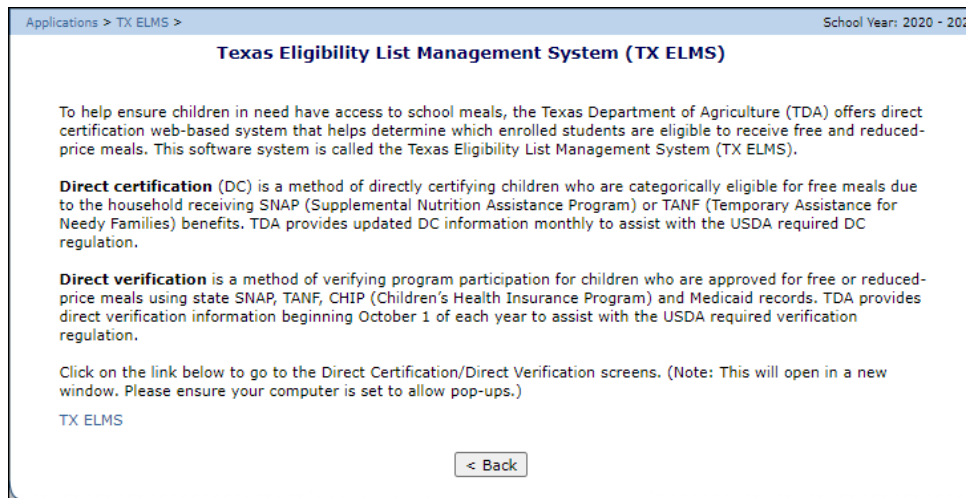 Applications > TX ELMS > School Year: 2020 - 202
Texas Eligibility List Management System (TX ELMS)
To help ensure children in need have access to school meals, the Texas Department of Agriculture (TDA) offers direct
certification web-based system that helps determine which enrolled students are eligible to receive free and reduced-
price meals. This software system is called the Texas Eligibility List Management System (TX ELMS).
Direct certification (DC) is a method of directly certifying children who are categorically eligible for free meals due
to the household receiving SNAP (Supplemental Nutrition Assistance Program) or TANF (Temporary Assistance for
Needy Families) benefits. TDA provides updated DC information monthly to assist with the USDA required DC
regulation.
Direct verification is a method of verifying program participation for children who are approved for free or reduced-
price meals using state SNAP, TANF, CHIP (Children's Health Insurance Program) and Medicaid records. TDA provides
direct verification information beginning October 1 of each year to assist with the USDA required verification
regulation.
Click on the link below to go to the Direct Certification/Direct Verification screens. (Note: This will open in a new
window. Please ensure your computer is set to allow pop-ups.)
TX ELMS
< Back